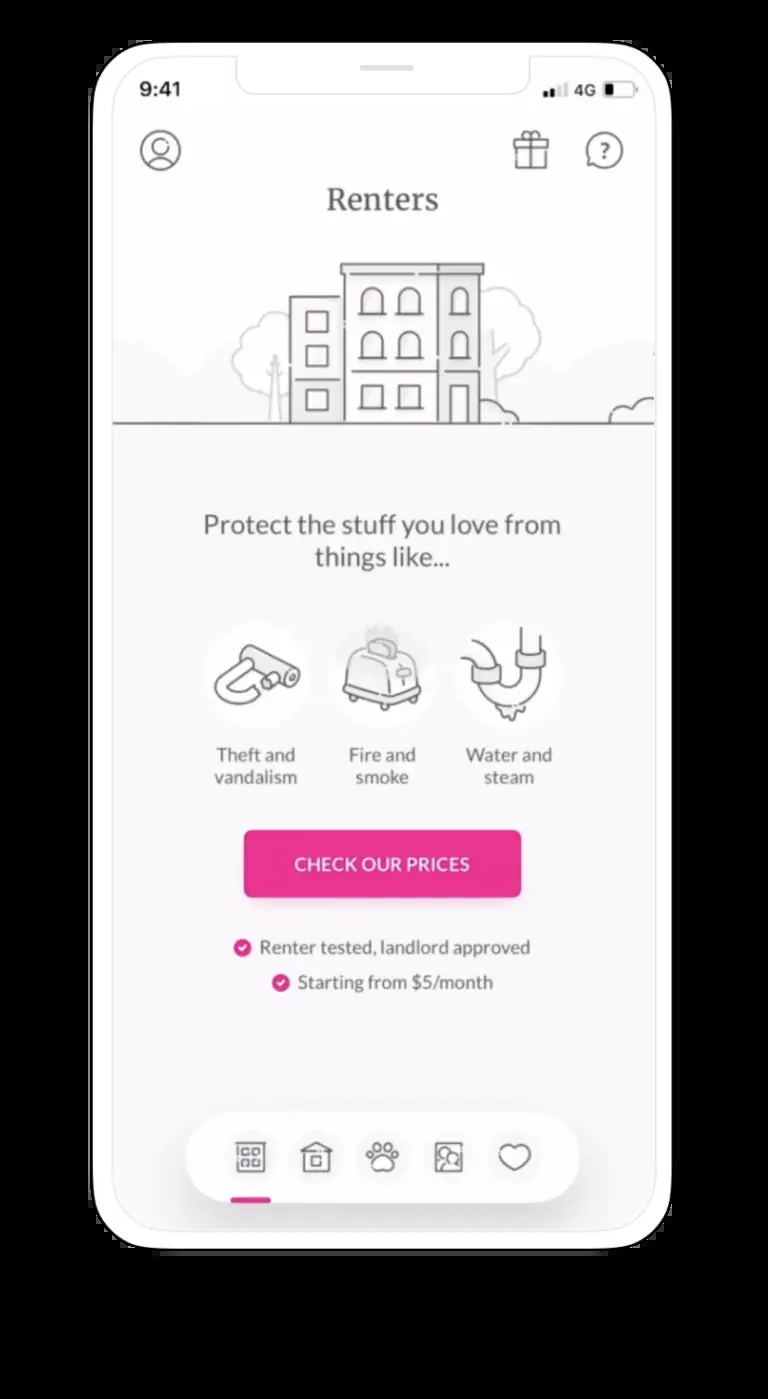 9:41
4G
?
Renters
Protect the stuff you love from
things like...
Theft and
vandalism
Fire and
smoke
Water and
steam
CHECK OUR PRICES
Renter tested, landlord approved
Starting from $5/month